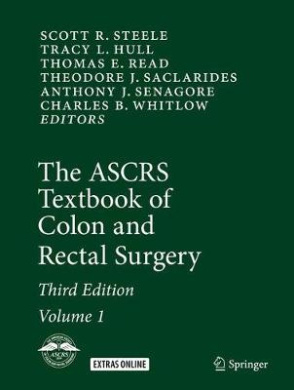 SCOTT R. STEELE
TRACY L. HULL
THOMAS E. READ
THEODORE J. SACLARIDES
ANTHONY J. SENAGORE
CHARLES B. WHITLOW
EDITORS
The ASCRS
Textbook of
Colon and
Rectal Surgery
Third Edition
Volume 1
ASCRS
EXTRAS ONLINE
Springer